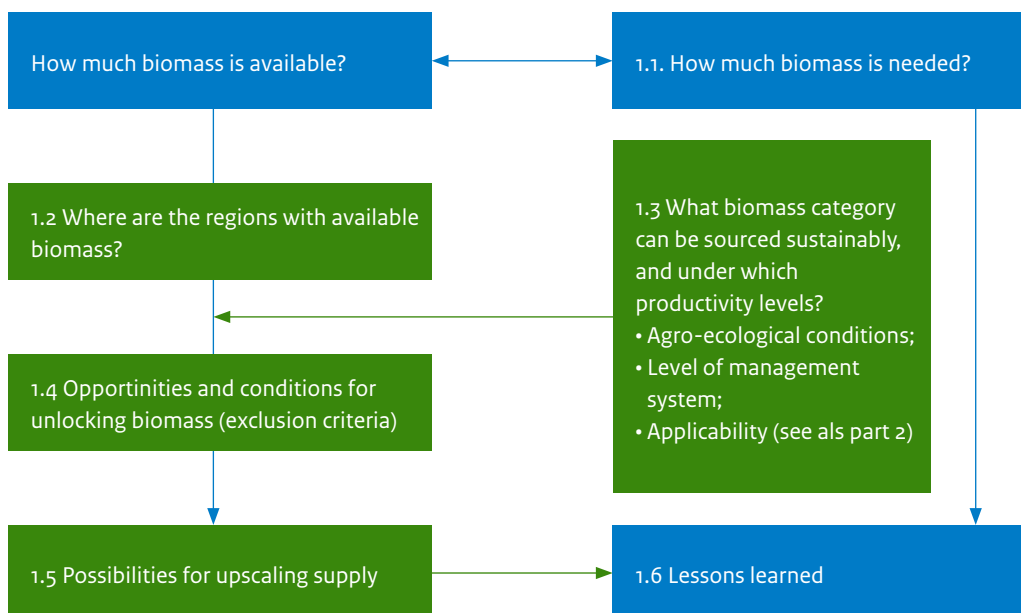 How much biomass is available?
1.1. How much biomass is needed?
1.2 Where are the regions with available
biomass?
1.3 What biomass category
can be sourced sustainably,
and under which
productivity levels?
• Agro-ecological conditions;
• Level of management
system;
• Applicability (see als part 2)
1.4 Opportinities and conditions for
unlocking biomass (exclusion criteria)
1.5 Possibilities for upscaling supply
1.6 Lessons learned